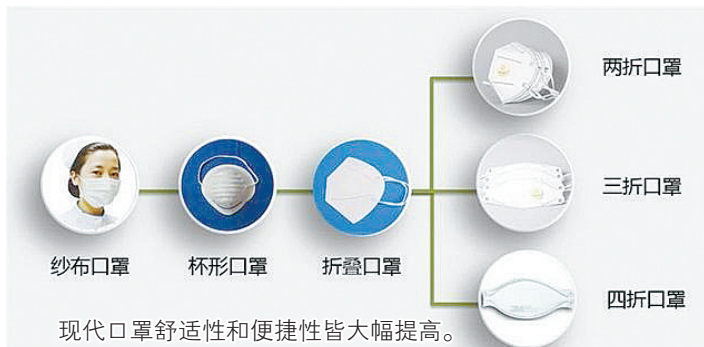 两折口罩
三折口罩
纱布口罩
杯形口罩
折叠口罩
四折口罩
现代口罩舒适性和便捷性皆大幅提高。